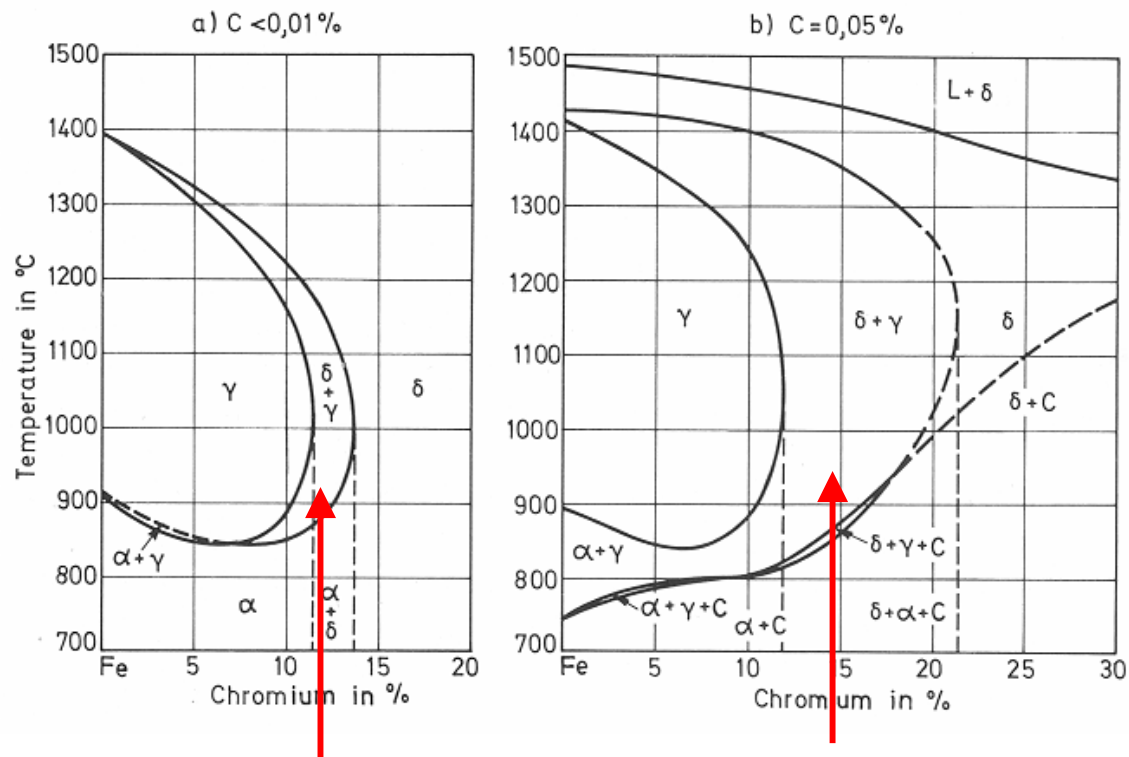 a) C <0,01%
b) C=0,05%
Temperature in °C
1500
1400
1300
1200
1100
1000
900
800
700
γ
δ
+
γ
δ
α+γ
α
α
+
δ
Fe
5
10
15
20
Chromium in %
1500
1400
1300
1200
1100
1000
900
800
700
L+δ
γ
δ+γ
δ
δ+C
α+γ
δ+γ+C
α+γ+C
α+C
δ+α+C
Fe
5
10
15
20
25
30
Chromium in %